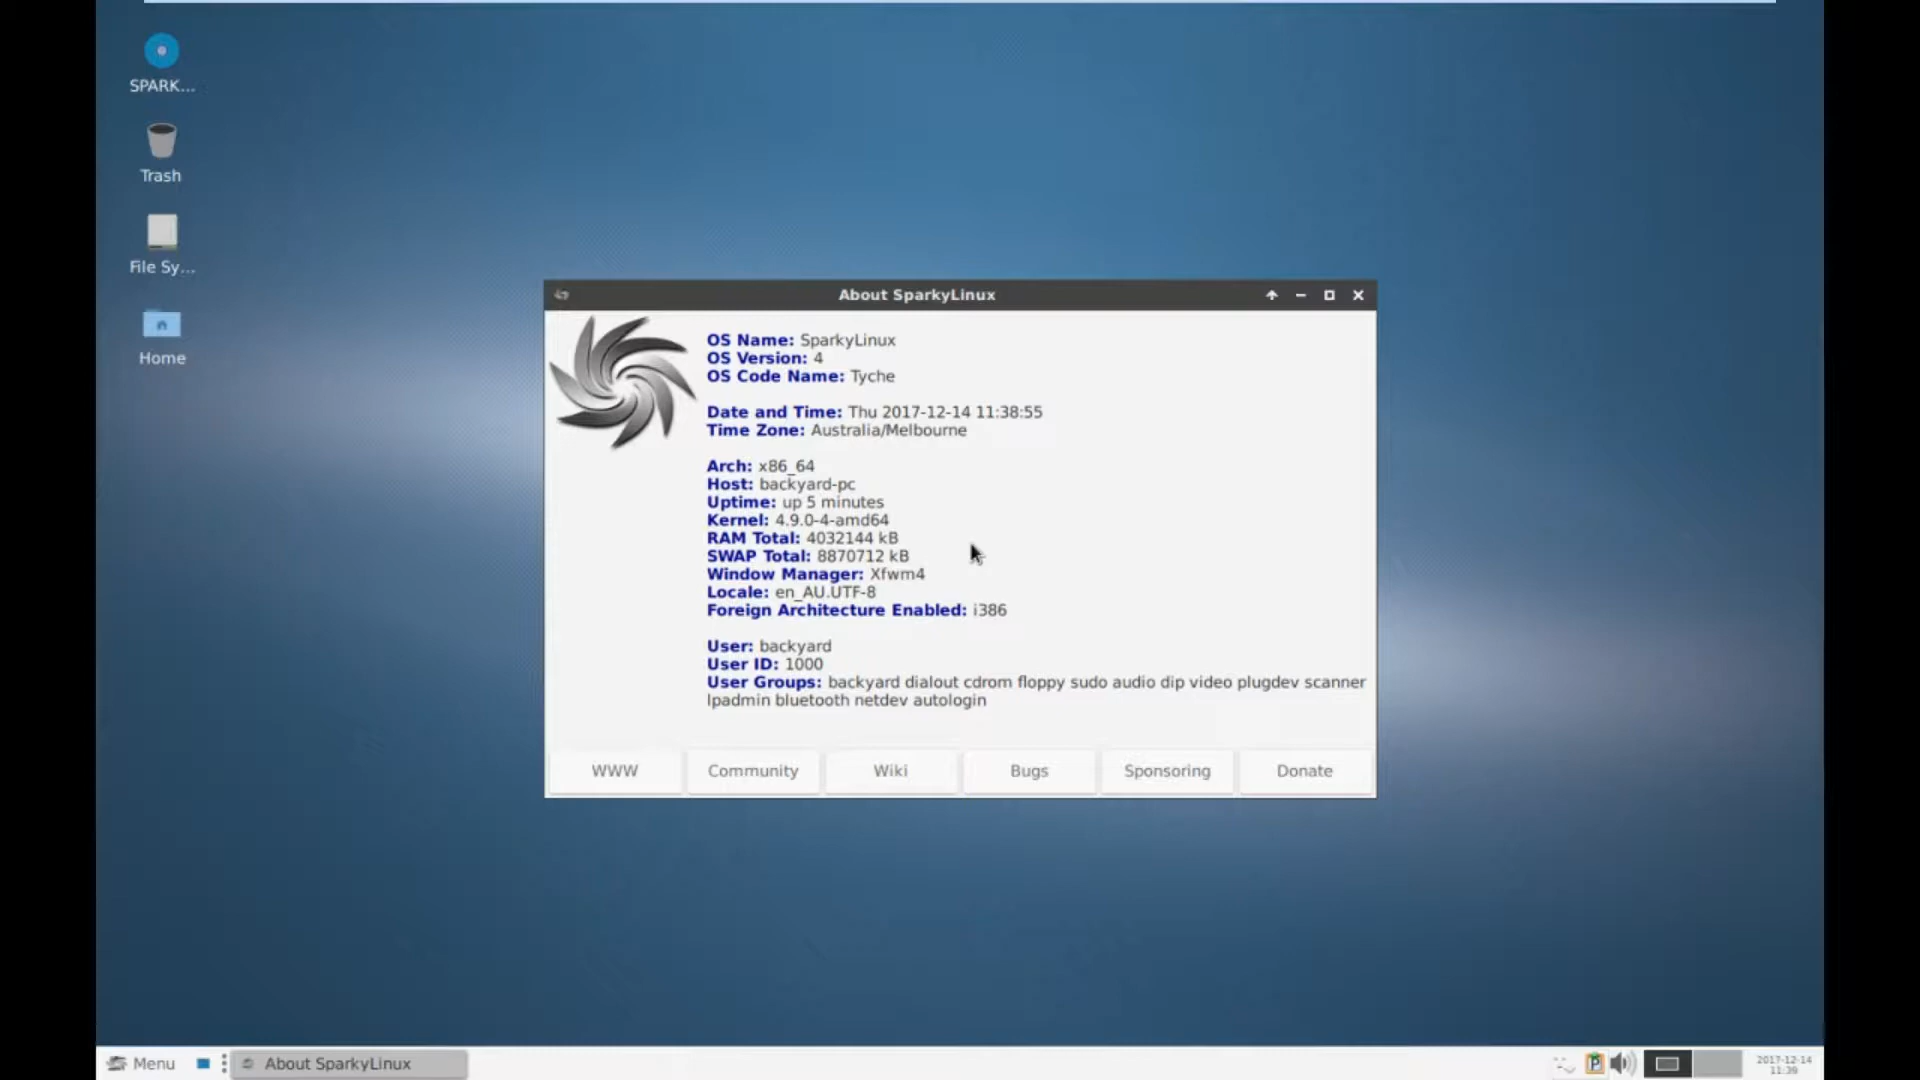 SPARK...
Trash
File Sy...
Home
About SparkyLinux
OS Name: SparkyLinux
OS Version: 4
OS Code Name: Tyche
Date and Time: Thu 2017-12-14 11:38:55
Time Zone: Australia/Melbourne
Arch: x86_64
Host: backyard-pc
Uptime: up 5 minutes
Kernel: 4.9.0-4-amd64
RAM Total: 4032144 kB
SWAP Total: 8870712 kB
Window Manager: Xfwm4
Locale: en_AU.UTF-8
Foreign Architecture Enabled: i386
User: backyard
User ID: 1000
User Groups: backyard dialout cdrom floppy sudo audio dip video plugdev scanner
lpadmin bluetooth netdev autologin
WWW Community Wiki Bugs Sponsoring Donate
Menu About SparkyLinux
P
2017-12-14
11:39